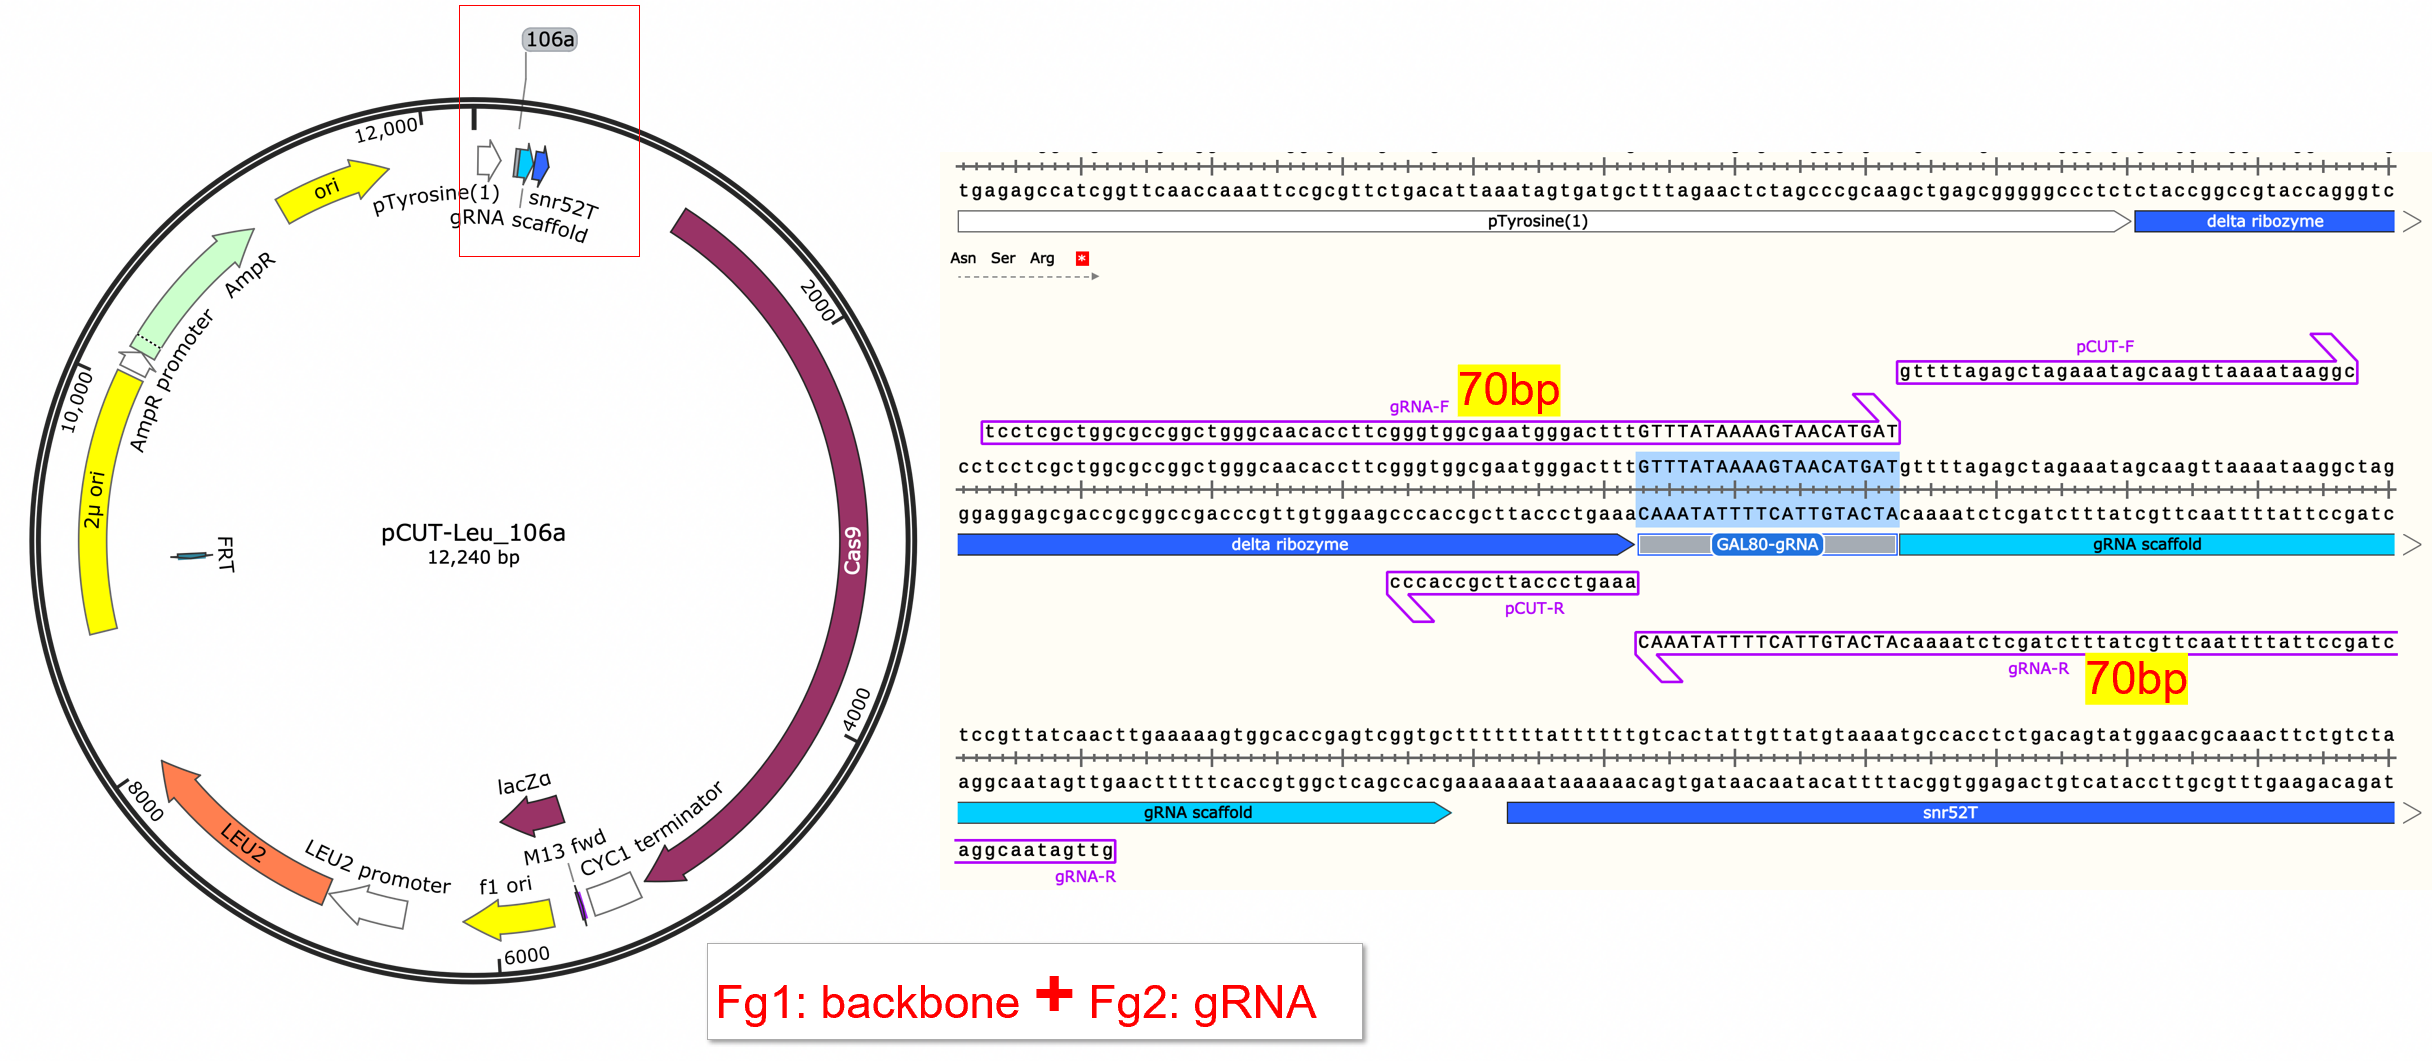 106a
12,000
ori
pTyrosine(1)
snr52T
gRNA scaffold
AmpR
AmpR promoter
10,000
2µ ori
FRT
2000
Cas9
pCUT-Leu_106a
12,240 bp
4000
8000
LEU2
LEU2 promoter
lacZα
M13 fwd
CYC1 terminator
f1 ori
6000
tgagagccatcggttcaaccaaattccgcgttctgacattaaatagtgatgctttagaactctagcccgcaagctgagcgggggccctctctaccggccgtaccagggtc
pTyrosine(1)
delta ribozyme
Asn Ser Arg *
pCUT-F
gttttagagctagaaatagcaagttaaaataaggc
70bp
gRNA-F
tcctcgctggcgccggctgggcaacaccttcgggtggcgaatgggactttGTTTATAAAAGTAACATGAT
cctcctcgctggcgccggctgggcaacaccttcgggtggcgaatgggactttGTTTATAAAAGTAACATGATgttttagagctagaaatagcaagttaaaataaggctag
ggaggagcgaccgcggccgacccgttgtggaagcccaccgcttaccctgaaaCAAATATTTTCATTGTACTAcaaaatctcgatctttatcgttcaattttattccgatc
delta ribozyme
GAL80-gRNA
gRNA scaffold
cccaccgcttaccctgaaa
pCUT-R
CAAATATTTTCATTGTACTAcaaaatctcgatctttatcgttcaattttattccgatc
gRNA-R
70bp
tccgttatcaacttgaaaaagtggcaccgagtcggtgcttttttttattttttgtcactattgttatgtaaaatgccacctctgacagtatggaacgcaaacttctgtcta
aggcaatagttgaactttttcaccgtggctcagccacgaaaaaaataaaaaacagtgataacaatacattttacggtggagactgtcataccttgcgtttgaagacagat
gRNA scaffold
snr52T
aggcaatagttg
gRNA-R
Fg1: backbone + Fg2: gRNA